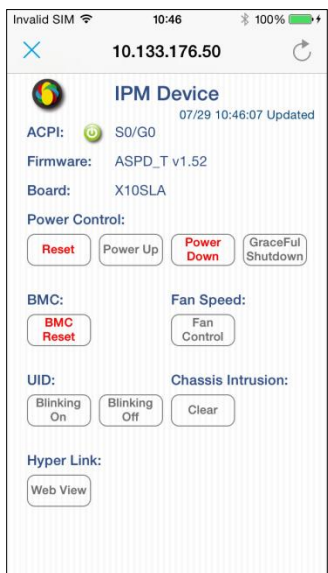 Invalid SIM 10:46 100%
10.133.176.50
IPM Device
07/29 10:46:07 Updated
ACPI: S0/G0
Firmware: ASPD_T v1.52
Board: X10SLA
Power Control:
Reset Power Up Power Down GraceFul Shutdown
BMC: Fan Speed:
BMC Reset Fan Control
UID: Chassis Intrusion:
Blinking On Blinking Off Clear
Hyper Link:
Web View